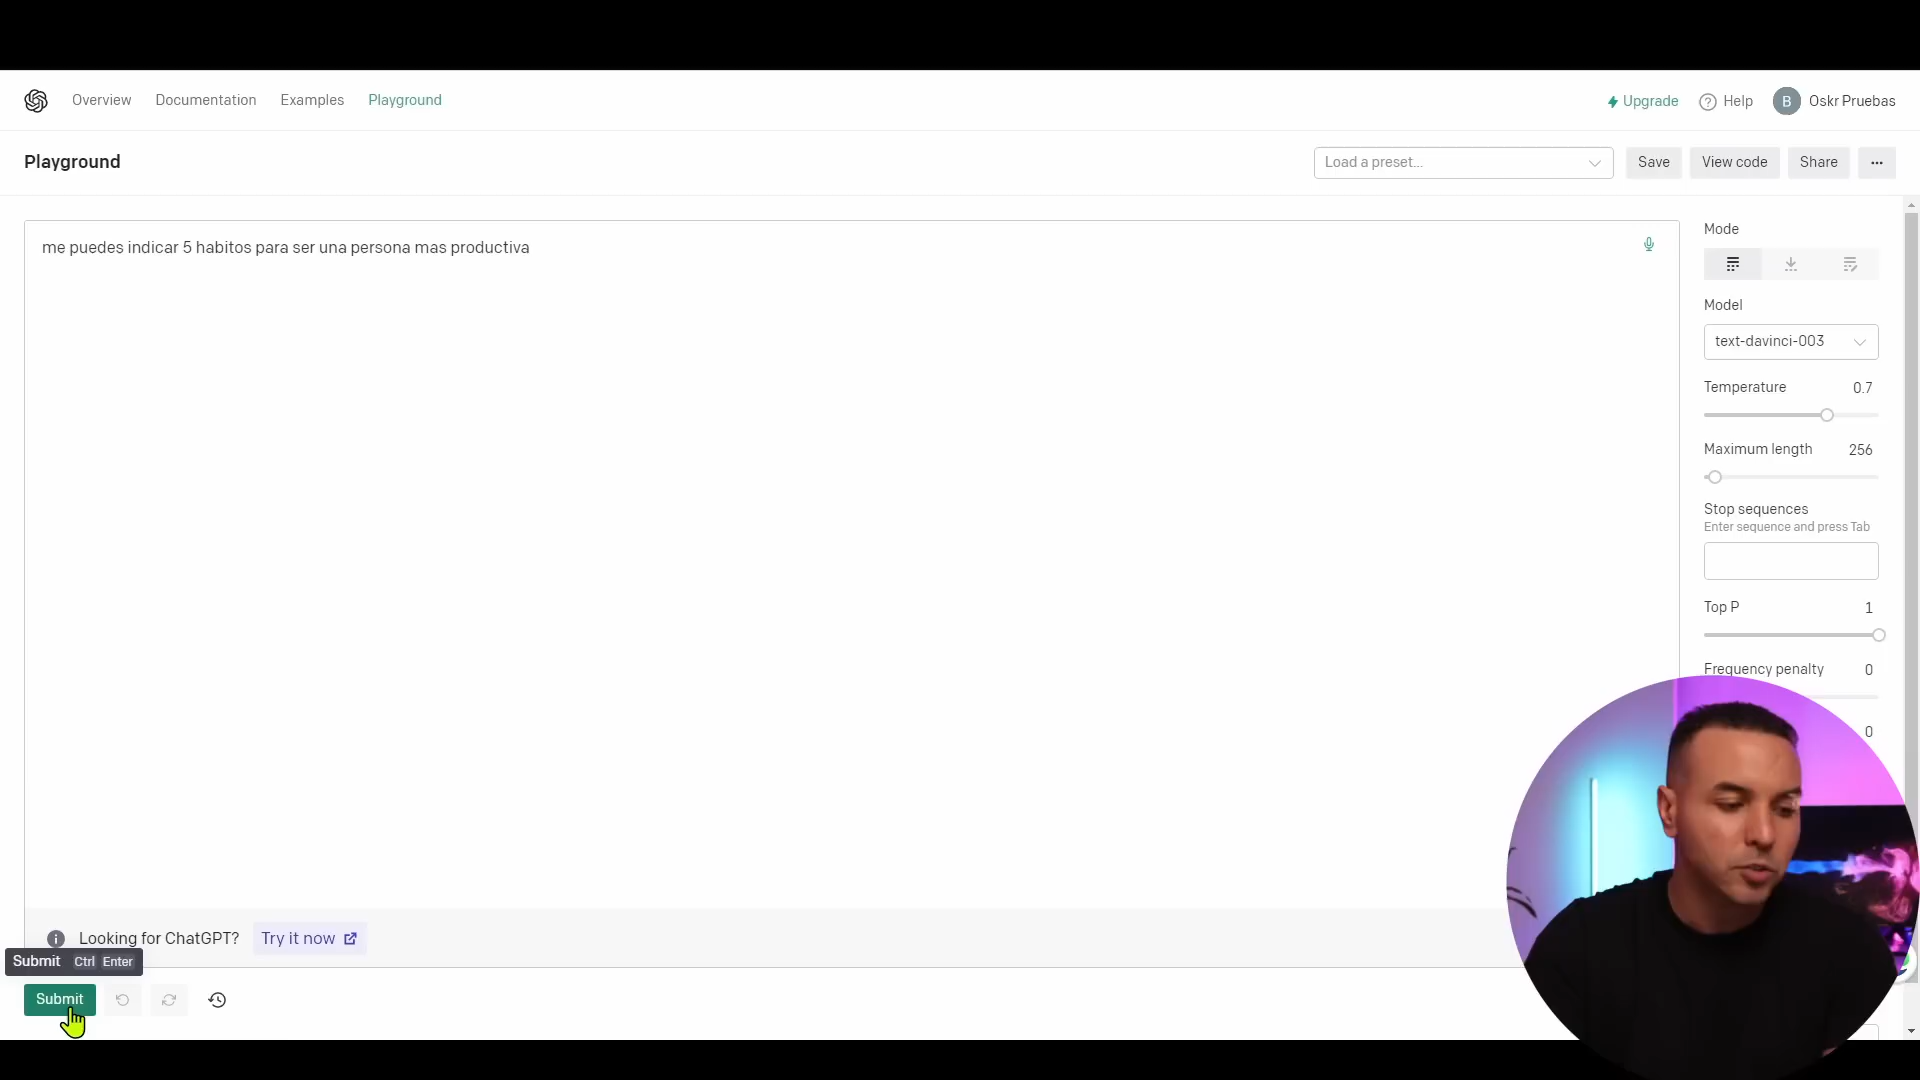 Overview Documentation Examples Playground Upgrade Help B Oskr Pruebas
Playground Load a preset... Save View code Share ...
me puedes indicar 5 habitos para ser una persona mas productiva
Mode
Model
text-davinci-003
Temperature 0.7
Maximum length 256
Stop sequences
Enter sequence and press Tab
Top P 1
Frequency penalty 0
0
Looking for ChatGPT? Try it now
Submit Ctrl Enter
Submit